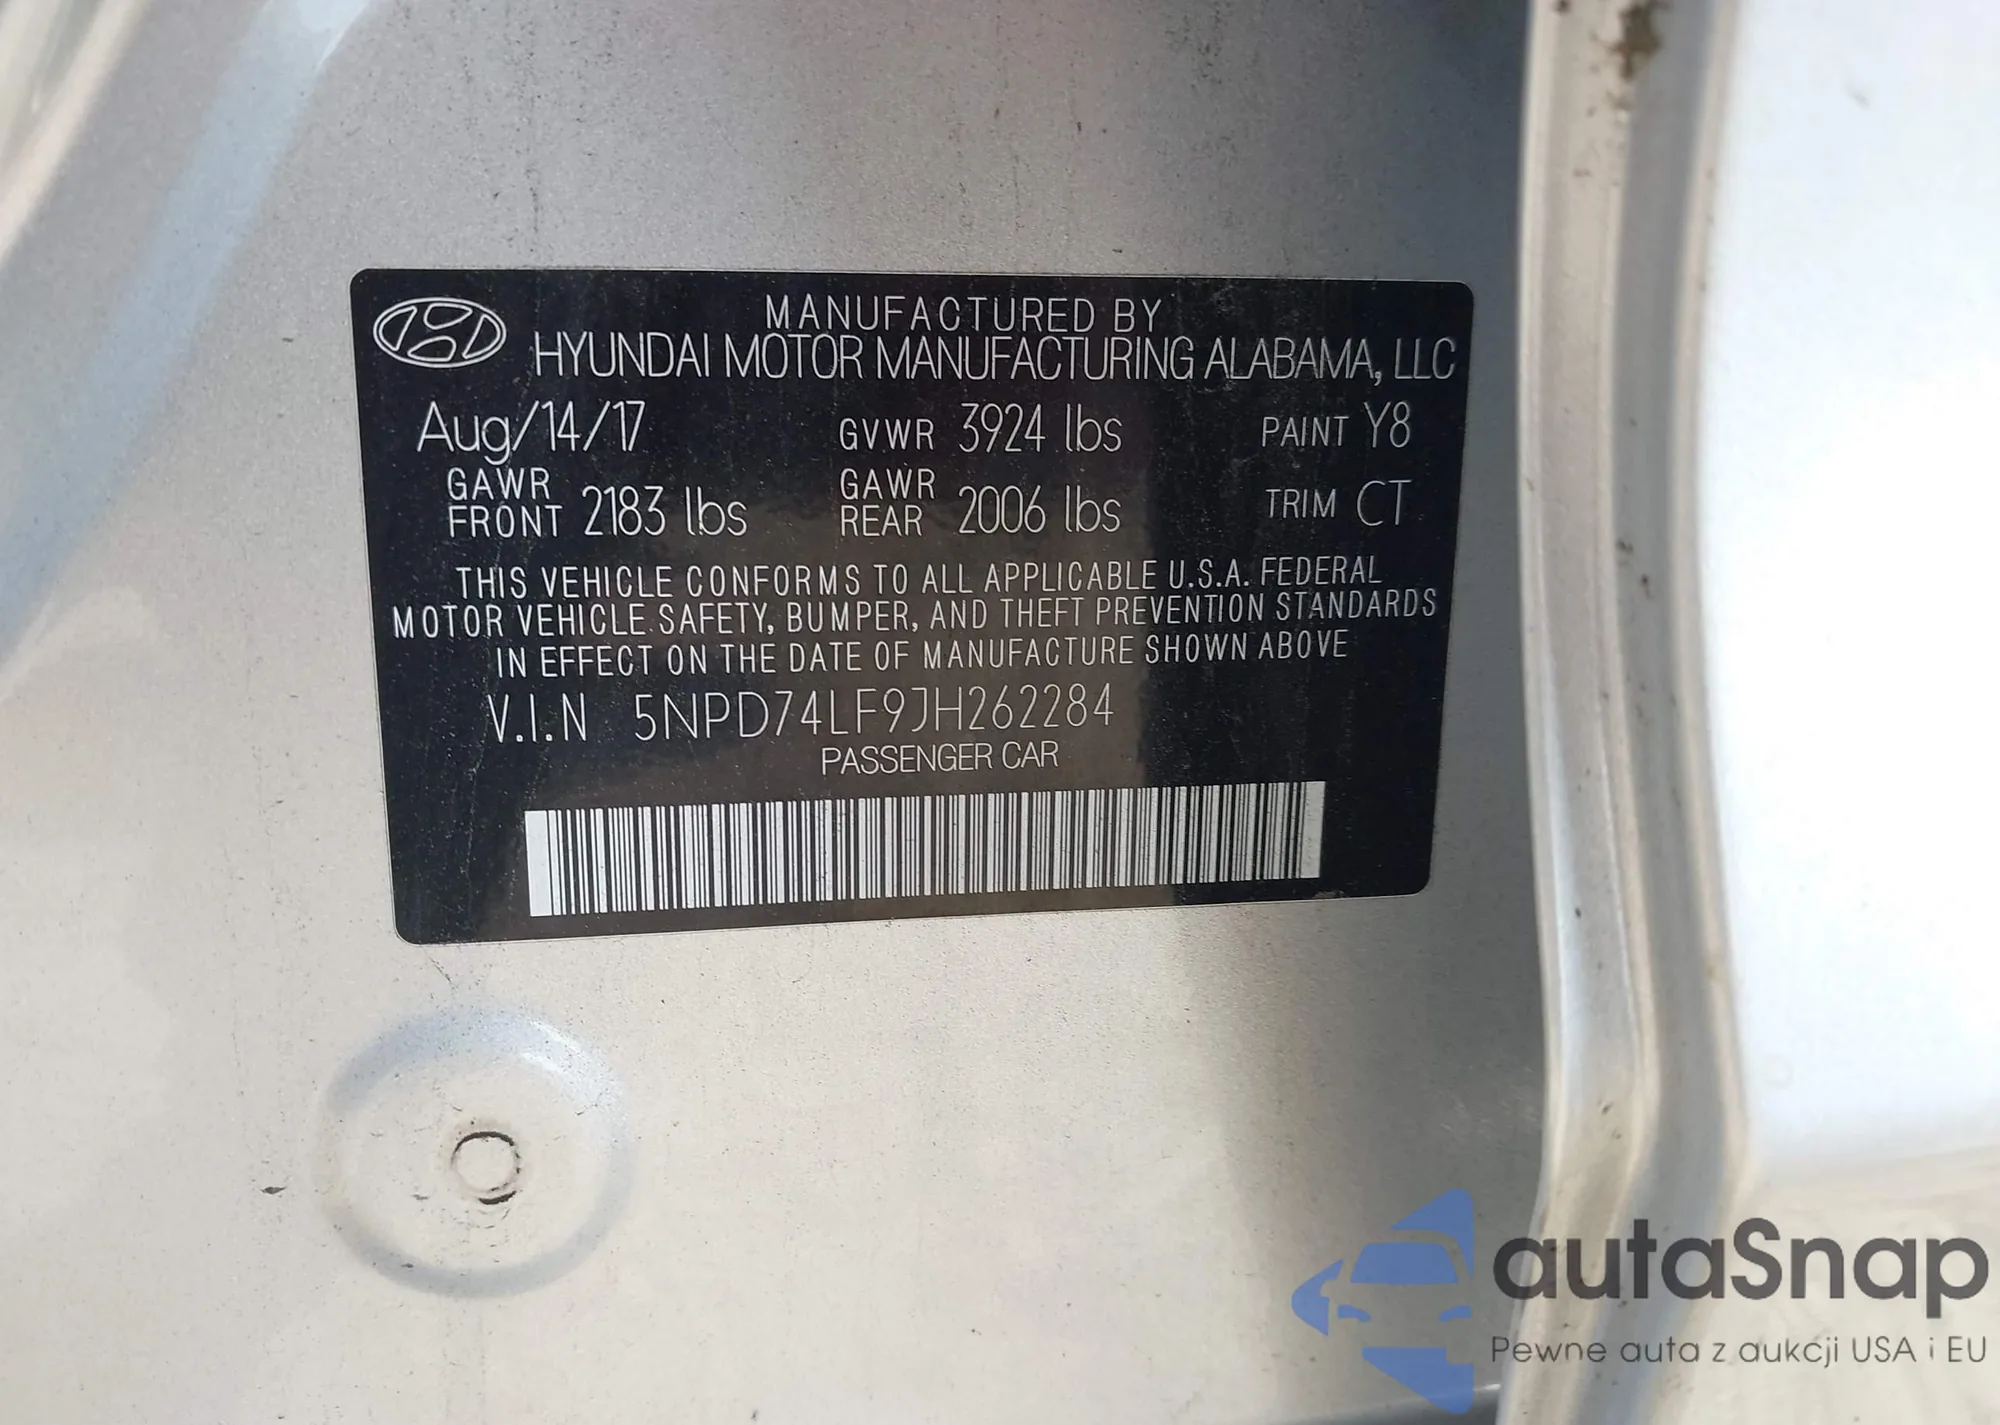 MANUFACTURED BY
HYUNDAI MOTOR MANUFACTURING ALABAMA, LLC
Aug/14/17 GVWR 3924 lbs PAINT Y8
GAWR FRONT 2183 lbs GAWR REAR 2006 lbs TRIM CT
THIS VEHICLE CONFORMS TO ALL APPLICABLE U.S.A. FEDERAL
MOTOR VEHICLE SAFETY, BUMPER, AND THEFT PREVENTION STANDARDS
IN EFFECT ON THE DATE OF MANUFACTURE SHOWN ABOVE
V.I.N 5NPD74LF9JH262284
PASSENGER CAR
autaSnap
Pewne auta z aukcji USA i EU